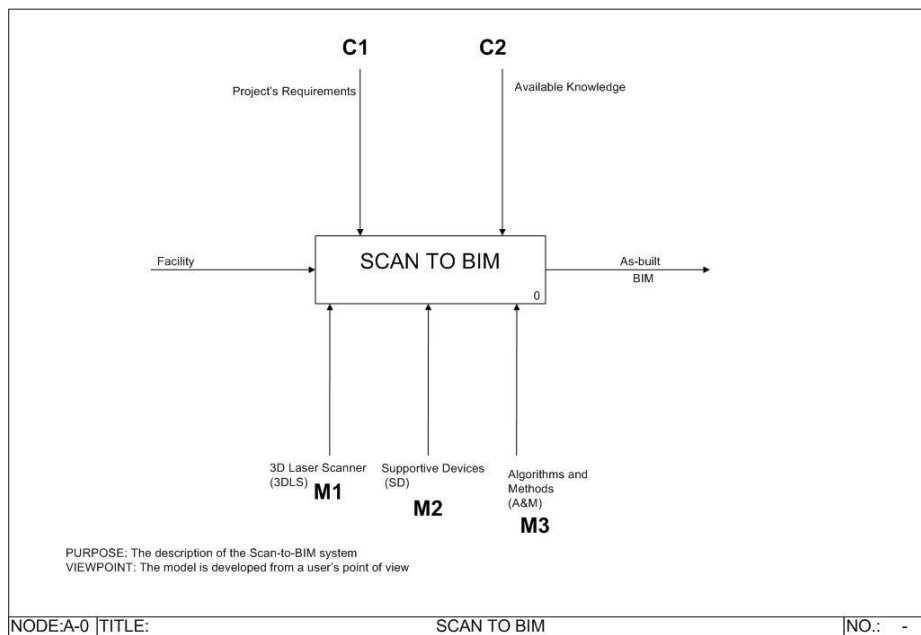 C1
C2
Project's Requirements
Available Knowledge
Facility
SCAN TO BIM
0
As-built
BIM
3D Laser Scanner
(3DLS)
M1
Supportive Devices
(SD)
M2
Algorithms and
Methods
(A&M)
M3
PURPOSE: The description of the Scan-to-BIM system
VIEWPOINT: The model is developed from a user's point of view
NODE:A-0 TITLE: SCAN TO BIM NO.: -